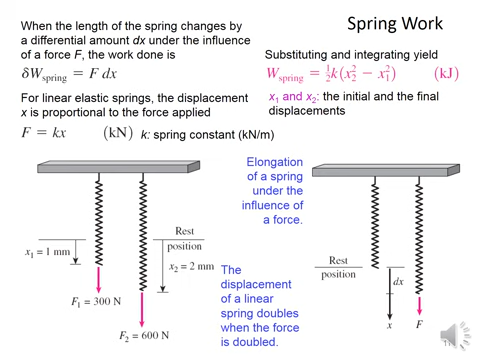 Spring Work
When the length of the spring changes by
a differential amount dx under the influence
of a force F, the work done is
δW_spring = F dx
For linear elastic springs, the displacement
x is proportional to the force applied
F = kx (kN) k: spring constant (kN/m)
Substituting and integrating yield
W_spring = ½k(x₂² − x₁²) (kJ)
x₁ and x₂: the initial and the final
displacements
Rest
position
x₁ = 1 mm
x₂ = 2 mm
F₁ = 300 N
F₂ = 600 N
Elongation
of a spring
under the
influence of
a force.
The
displacement
of a linear
spring doubles
when the force
is doubled.
Rest
position
dx
x
F